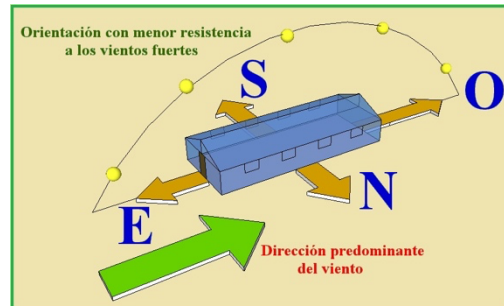 Orientación con menor resistencia
a los vientos fuertes
S
O
E
N
Dirección predominante
del viento